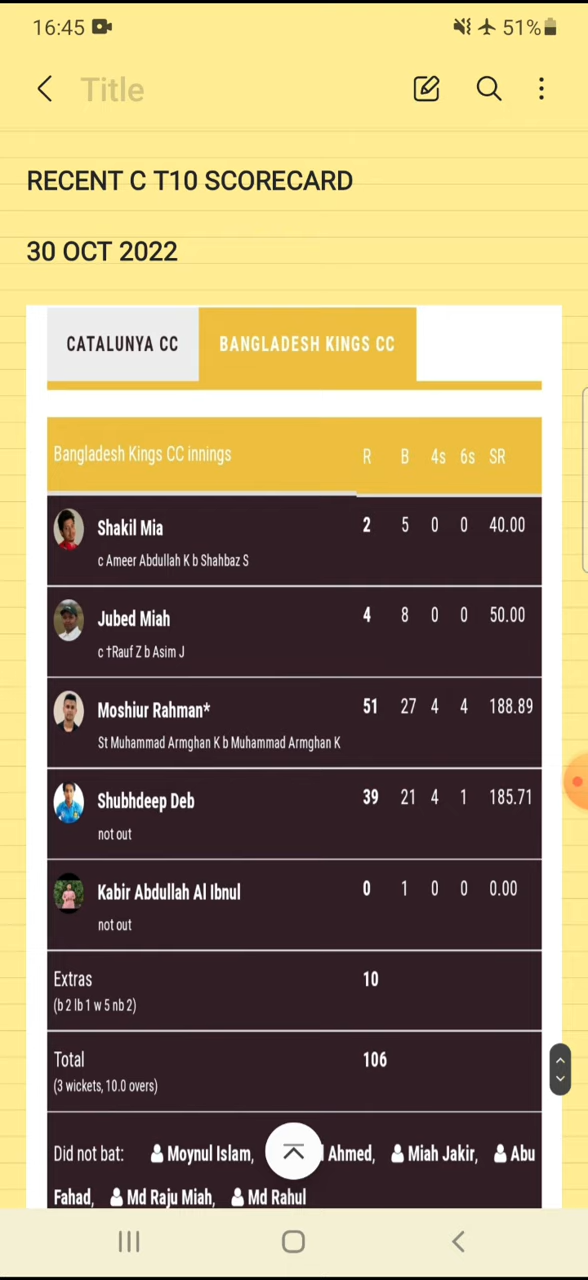 16:45 51%
Title
RECENT C T10 SCORECARD
30 OCT 2022
CATALUNYA CC BANGLADESH KINGS CC
Bangladesh Kings CC innings R B 4s 6s SR
Shakil Mia 2 5 0 0 40.00
c Ameer Abdullah K b Shahbaz S
Jubed Miah 4 8 0 0 50.00
c †Rauf Z b Asim J
Moshiur Rahman* 51 27 4 4 188.89
St Muhammad Armghan K b Muhammad Armghan K
Shubhdeep Deb 39 21 4 1 185.71
not out
Kabir Abdullah Al Ibnul 0 1 0 0 0.00
not out
Extras 10
(b 2 lb 1 w 5 nb 2)
Total 106
(3 wickets, 10.0 overs)
Did not bat: Moynul Islam, Ahmed, Miah Jakir, Abu
Fahad, Md Raju Miah, Md Rahul